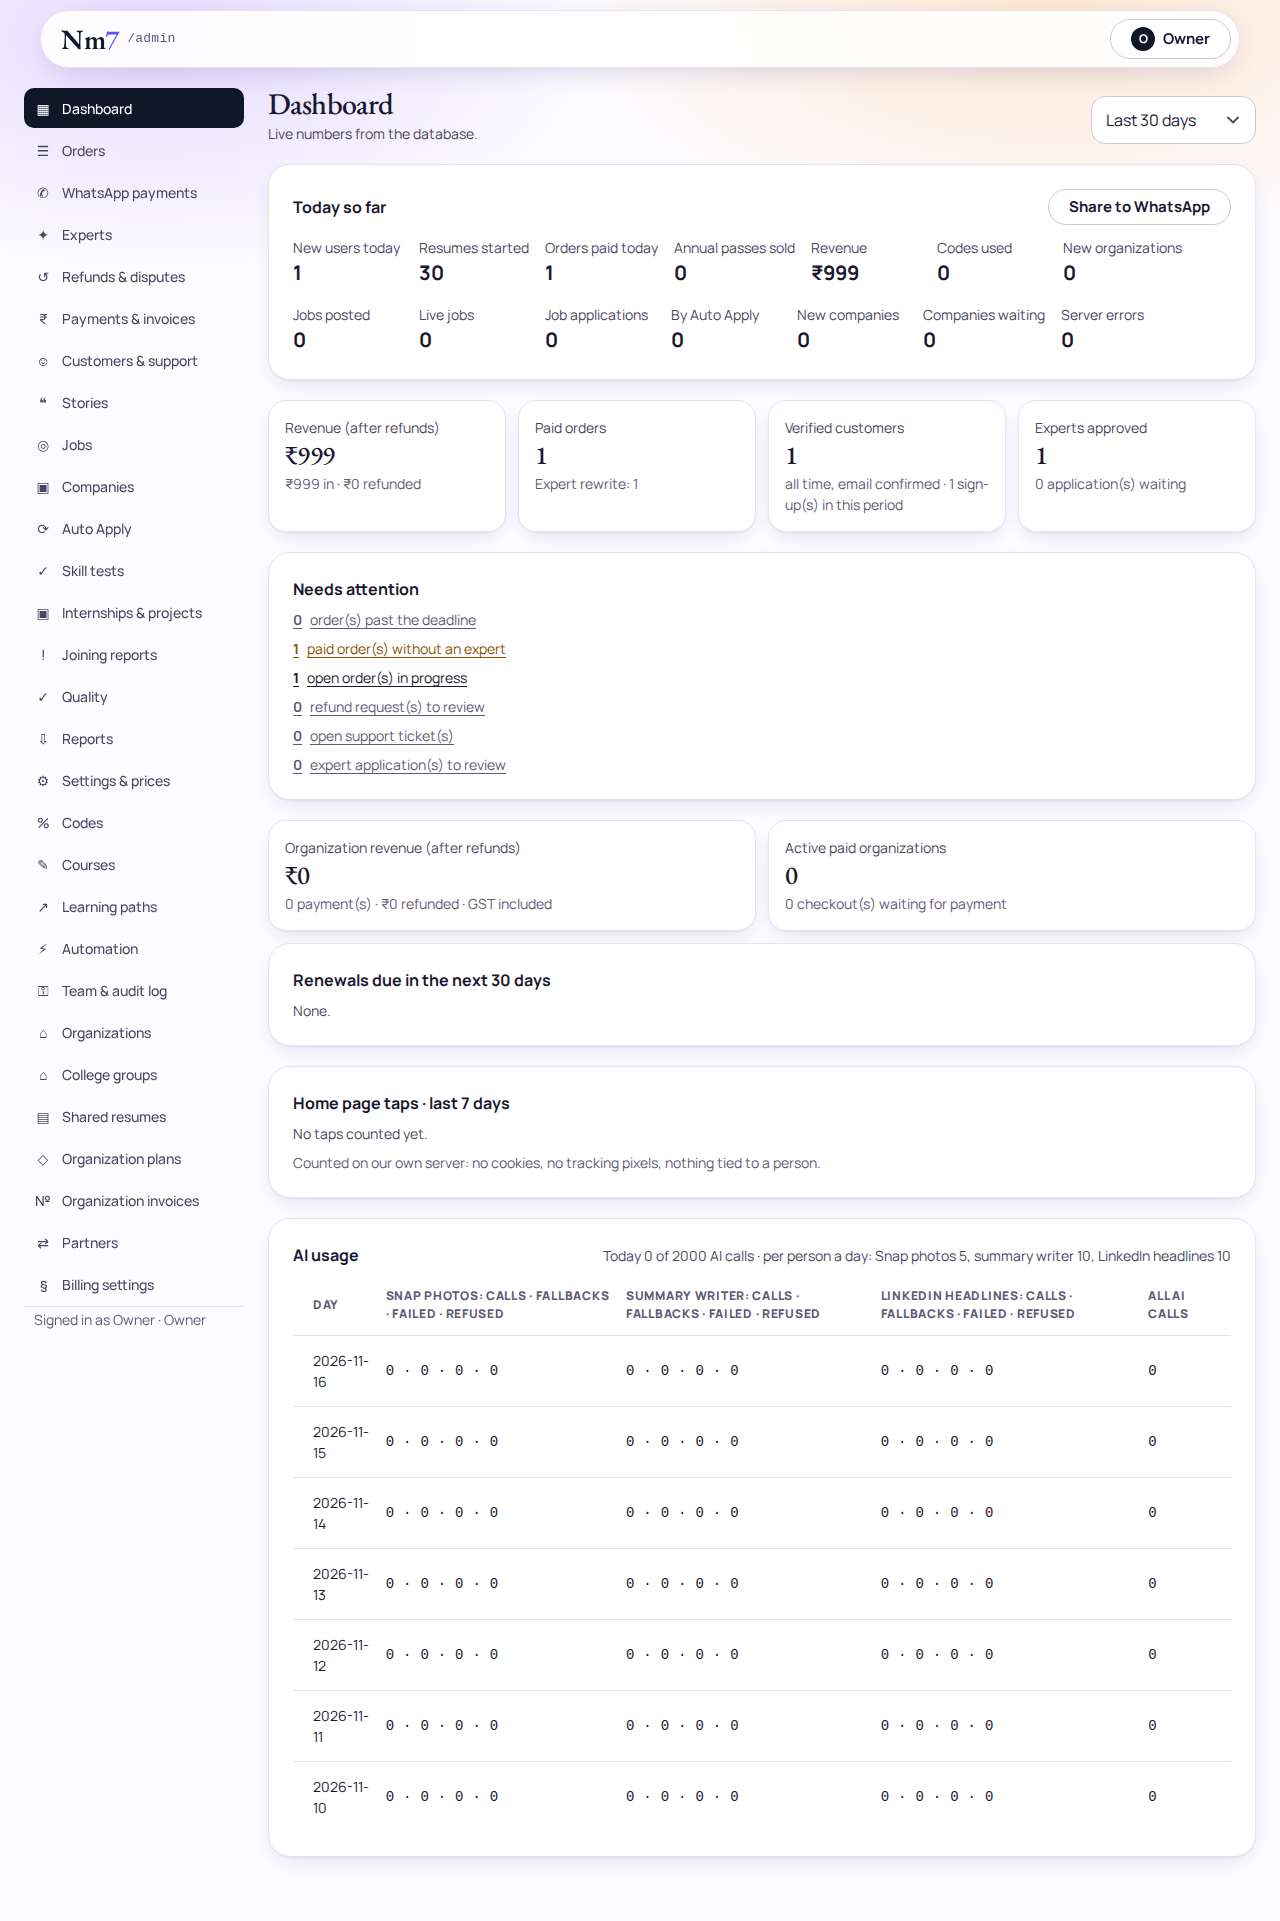 Nm7 /admin
O Owner
Dashboard
Orders
WhatsApp payments
Experts
Refunds & disputes
₹ Payments & invoices
Customers & support
Stories
Jobs
Companies
Auto Apply
Skill tests
Internships & projects
! Joining reports
Quality
Reports
Settings & prices
% Codes
Courses
Learning paths
Automation
Team & audit log
Organizations
College groups
Shared resumes
Organization plans
Nº Organization invoices
Partners
§ Billing settings
Signed in as Owner · Owner
Dashboard
Live numbers from the database.
Last 30 days
Today so far
Share to WhatsApp
New users today Resumes started Orders paid today Annual passes sold Revenue Codes used New organizations
1 30 1 0 ₹999 0 0
Jobs posted Live jobs Job applications By Auto Apply New companies Companies waiting Server errors
0 0 0 0 0 0 0
Revenue (after refunds)
₹999
₹999 in · ₹0 refunded
Paid orders
1
Expert rewrite: 1
Verified customers
1
all time, email confirmed · 1 sign-
up(s) in this period
Experts approved
1
0 application(s) waiting
Needs attention
0 order(s) past the deadline
1 paid order(s) without an expert
1 open order(s) in progress
0 refund request(s) to review
0 open support ticket(s)
0 expert application(s) to review
Organization revenue (after refunds)
₹0
0 payment(s) · ₹0 refunded · GST included
Active paid organizations
0
0 checkout(s) waiting for payment
Renewals due in the next 30 days
None.
Home page taps · last 7 days
No taps counted yet.
Counted on our own server: no cookies, no tracking pixels, nothing tied to a person.
AI usage
Today 0 of 2000 AI calls · per person a day: Snap photos 5, summary writer 10, LinkedIn headlines 10
DAY
SNAP PHOTOS: CALLS · FALLBACKS
· FAILED · REFUSED
SUMMARY WRITER: CALLS ·
FALLBACKS · FAILED · REFUSED
LINKEDIN HEADLINES: CALLS ·
FALLBACKS · FAILED · REFUSED
ALL AI
CALLS
2026-11-
16
0 · 0 · 0 · 0 0 · 0 · 0 · 0 0 · 0 · 0 · 0 0
2026-11-
15
0 · 0 · 0 · 0 0 · 0 · 0 · 0 0 · 0 · 0 · 0 0
2026-11-
14
0 · 0 · 0 · 0 0 · 0 · 0 · 0 0 · 0 · 0 · 0 0
2026-11-
13
0 · 0 · 0 · 0 0 · 0 · 0 · 0 0 · 0 · 0 · 0 0
2026-11-
12
0 · 0 · 0 · 0 0 · 0 · 0 · 0 0 · 0 · 0 · 0 0
2026-11-
11
0 · 0 · 0 · 0 0 · 0 · 0 · 0 0 · 0 · 0 · 0 0
2026-11-
10
0 · 0 · 0 · 0 0 · 0 · 0 · 0 0 · 0 · 0 · 0 0